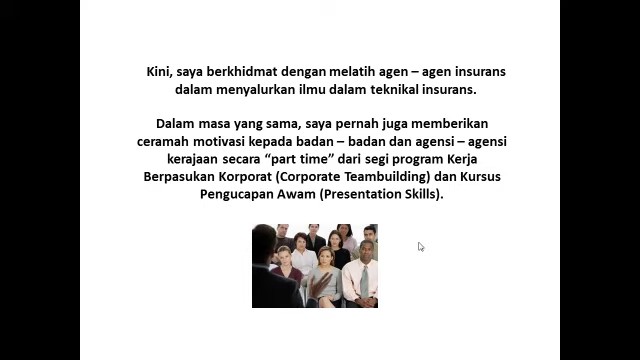 Kini, saya berkhidmat dengan melatih agen – agen insurans
dalam menyalurkan ilmu dalam teknikal insurans.
Dalam masa yang sama, saya pernah juga memberikan
ceramah motivasi kepada badan – badan dan agensi – agensi
kerajaan secara “part time” dari segi program Kerja
Berpasukan Korporat (Corporate Teambuilding) dan Kursus
Pengucapan Awam (Presentation Skills).